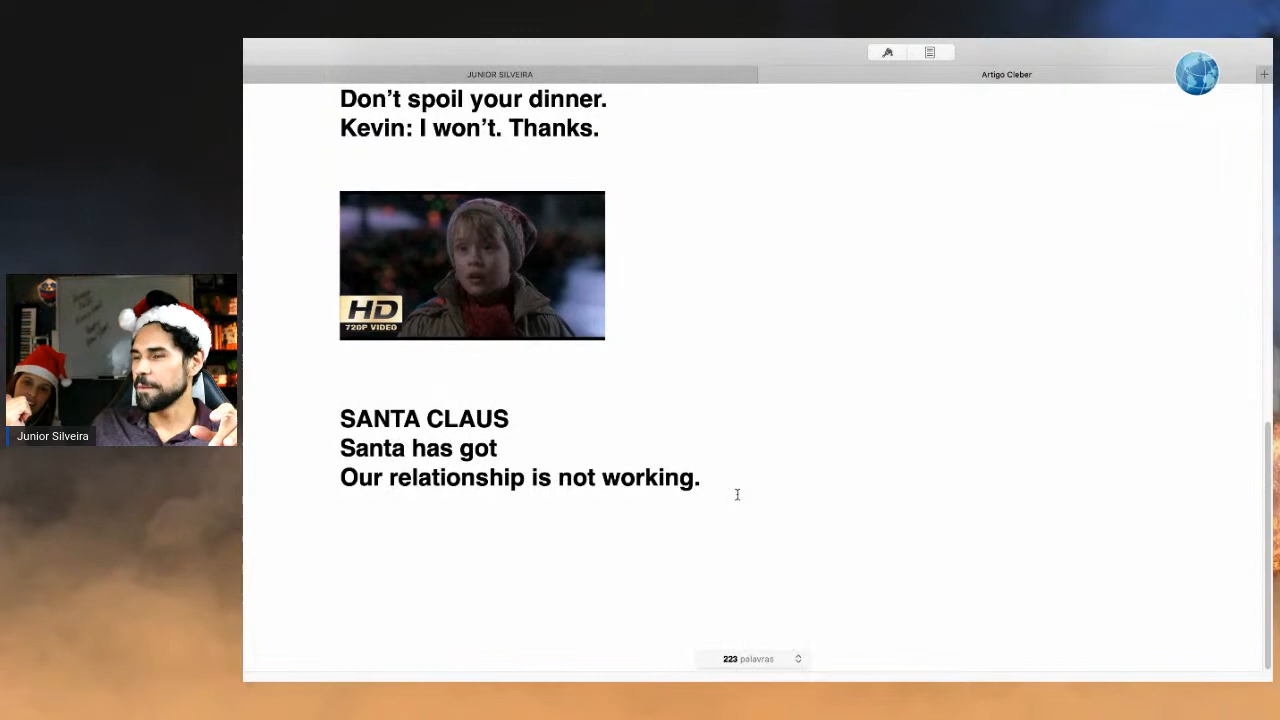 JUNIOR SILVEIRA
Artigo Cleber
Don’t spoil your dinner.
Kevin: I won’t. Thanks.
HD
720P VIDEO
SANTA CLAUS
Santa has got
Our relationship is not working.
Junior Silveira
223 palavras